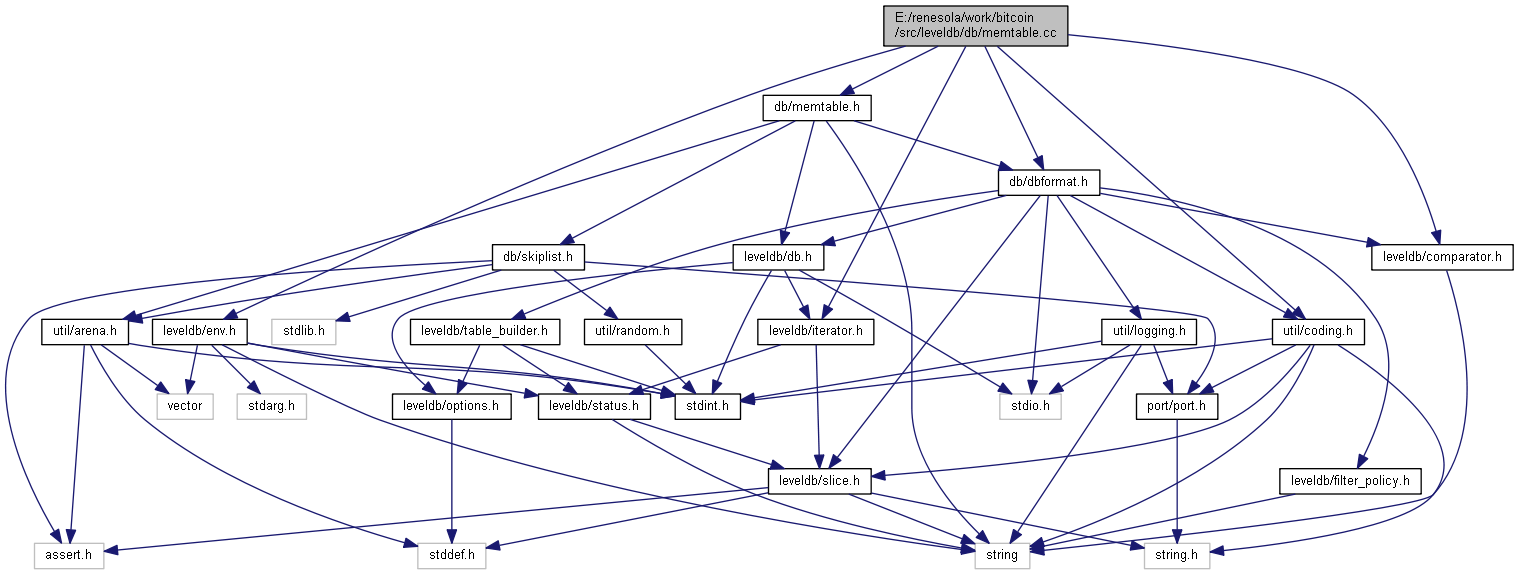 E:/renesola/work/bitcoin
/src/leveldb/db/memtable.cc
db/memtable.h
db/dbformat.h
db/skiplist.h
leveldb/db.h
leveldb/comparator.h
util/arena.h
leveldb/env.h
stdlib.h
leveldb/table_builder.h
util/random.h
leveldb/iterator.h
util/logging.h
util/coding.h
vector
stdarg.h
leveldb/options.h
leveldb/status.h
stdint.h
stdio.h
port/port.h
leveldb/slice.h
leveldb/filter_policy.h
assert.h
stddef.h
string
string.h